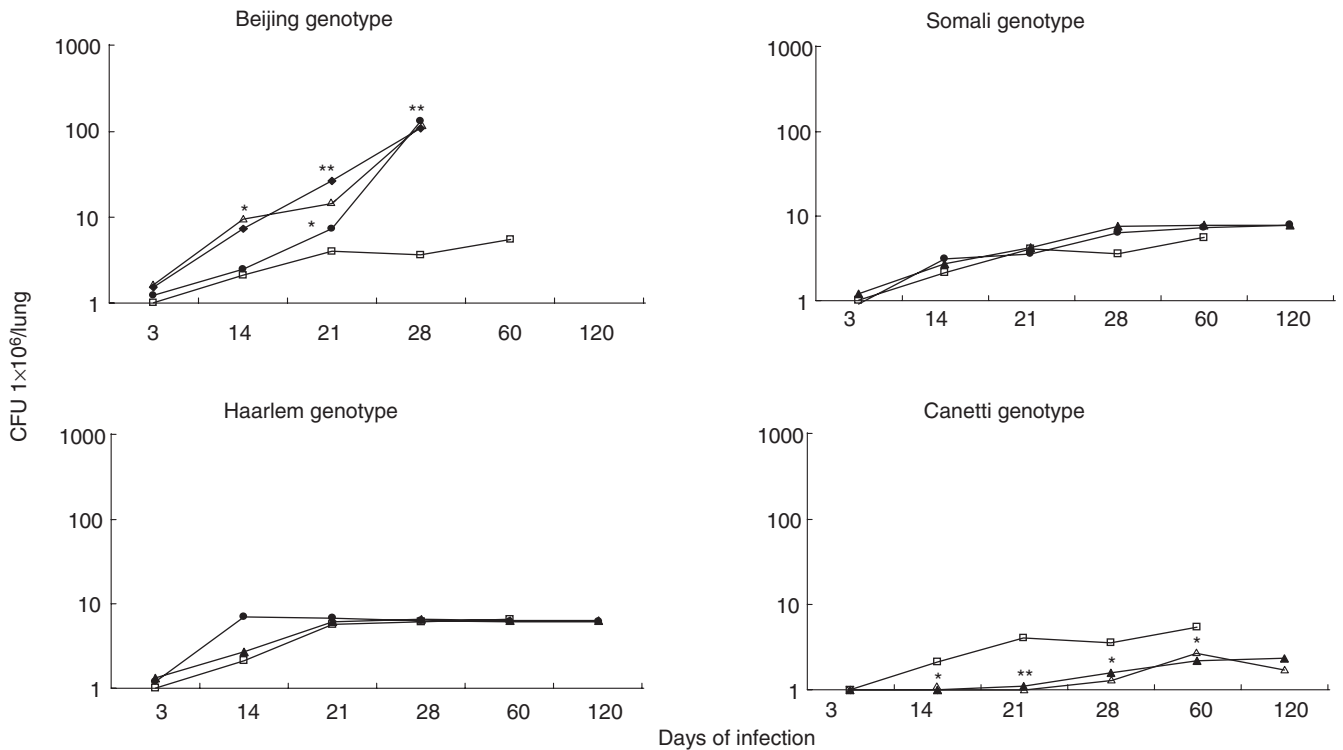 Beijing genotype
1000
100
10
1
*
**
*
**
3 14 21 28 60 120
Somali genotype
1000
100
10
1
3 14 21 28 60 120
CFU 1×10⁶/lung
Haarlem genotype
1000
100
10
1
3 14 21 28 60 120
Canetti genotype
1000
100
10
1
*
**
*
*
3 14 21 28 60 120
Days of infection